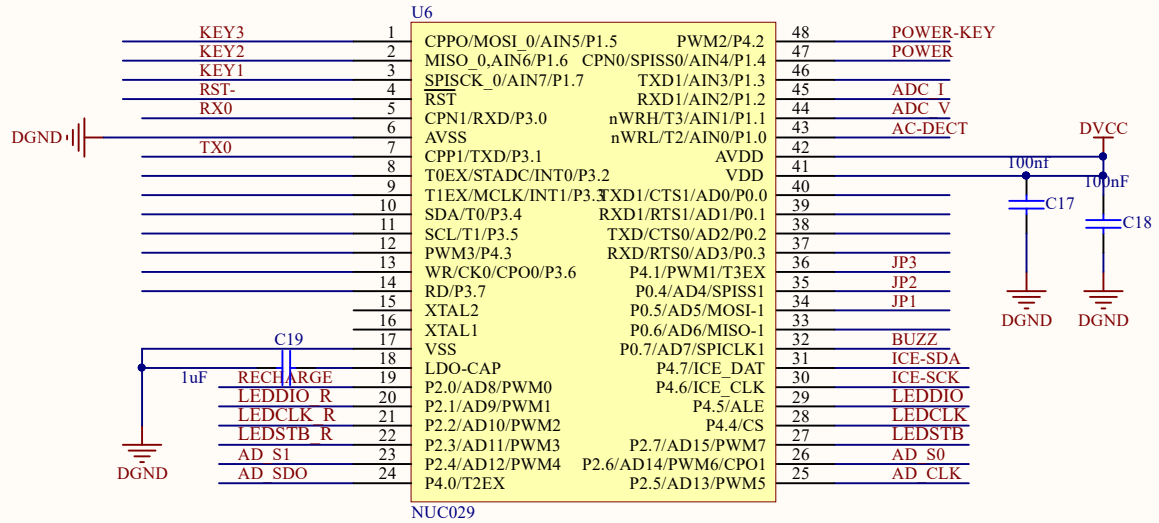 U6
KEY3 1 CPPO/MOSI_0/AIN5/P1.5 PWM2/P4.2 48 POWER-KEY
KEY2 2 MISO_0,AIN6/P1.6 CPN0/SPISS0/AIN4/P1.4 47 POWER
KEY1 3 SPISCK_0/AIN7/P1.7 TXD1/AIN3/P1.3 46
RST- 4 RST RXD1/AIN2/P1.2 45 ADC_I
RX0 5 CPN1/RXD/P3.0 nWRH/T3/AIN1/P1.1 44 ADC_V
DGND 6 AVSS nWRL/T2/AIN0/P1.0 43 AC-DECT DVCC
TX0 7 CPP1/TXD/P3.1 AVDD 42
100nf
8 T0EX/STADC/INT0/P3.2 VDD 41
100nF
9 T1EX/MCLK/INT1/P3.3 TXD1/CTS1/AD0/P0.0 40
C17
10 SDA/T0/P3.4 RXD1/RTS1/AD1/P0.1 39
C18
11 SCL/T1/P3.5 TXD/CTS0/AD2/P0.2 38
12 PWM3/P4.3 RXD/RTS0/AD3/P0.3 37
13 WR/CK0/CPO0/P3.6 P4.1/PWM1/T3EX 36 JP3
14 RD/P3.7 P0.4/AD4/SPISS1 35 JP2
15 XTAL2 P0.5/AD5/MOSI-1 34 JP1
DGND DGND
16 XTAL1 P0.6/AD6/MISO-1 33
C19 17 VSS P0.7/AD7/SPICLK1 32 BUZZ
18 LDO-CAP P4.7/ICE_DAT 31 ICE-SDA
1uF RECHARGE 19 P2.0/AD8/PWM0 P4.6/ICE_CLK 30 ICE-SCK
LEDDIO_R 20 P2.1/AD9/PWM1 P4.5/ALE 29 LEDDIO
LEDCLK_R 21 P2.2/AD10/PWM2 P4.4/CS 28 LEDCLK
LEDSTB_R 22 P2.3/AD11/PWM3 P2.7/AD15/PWM7 27 LEDSTB
DGND AD_S1 23 P2.4/AD12/PWM4 P2.6/AD14/PWM6/CPO1 26 AD_S0
AD_SDO 24 P4.0/T2EX P2.5/AD13/PWM5 25 AD_CLK
NUC029